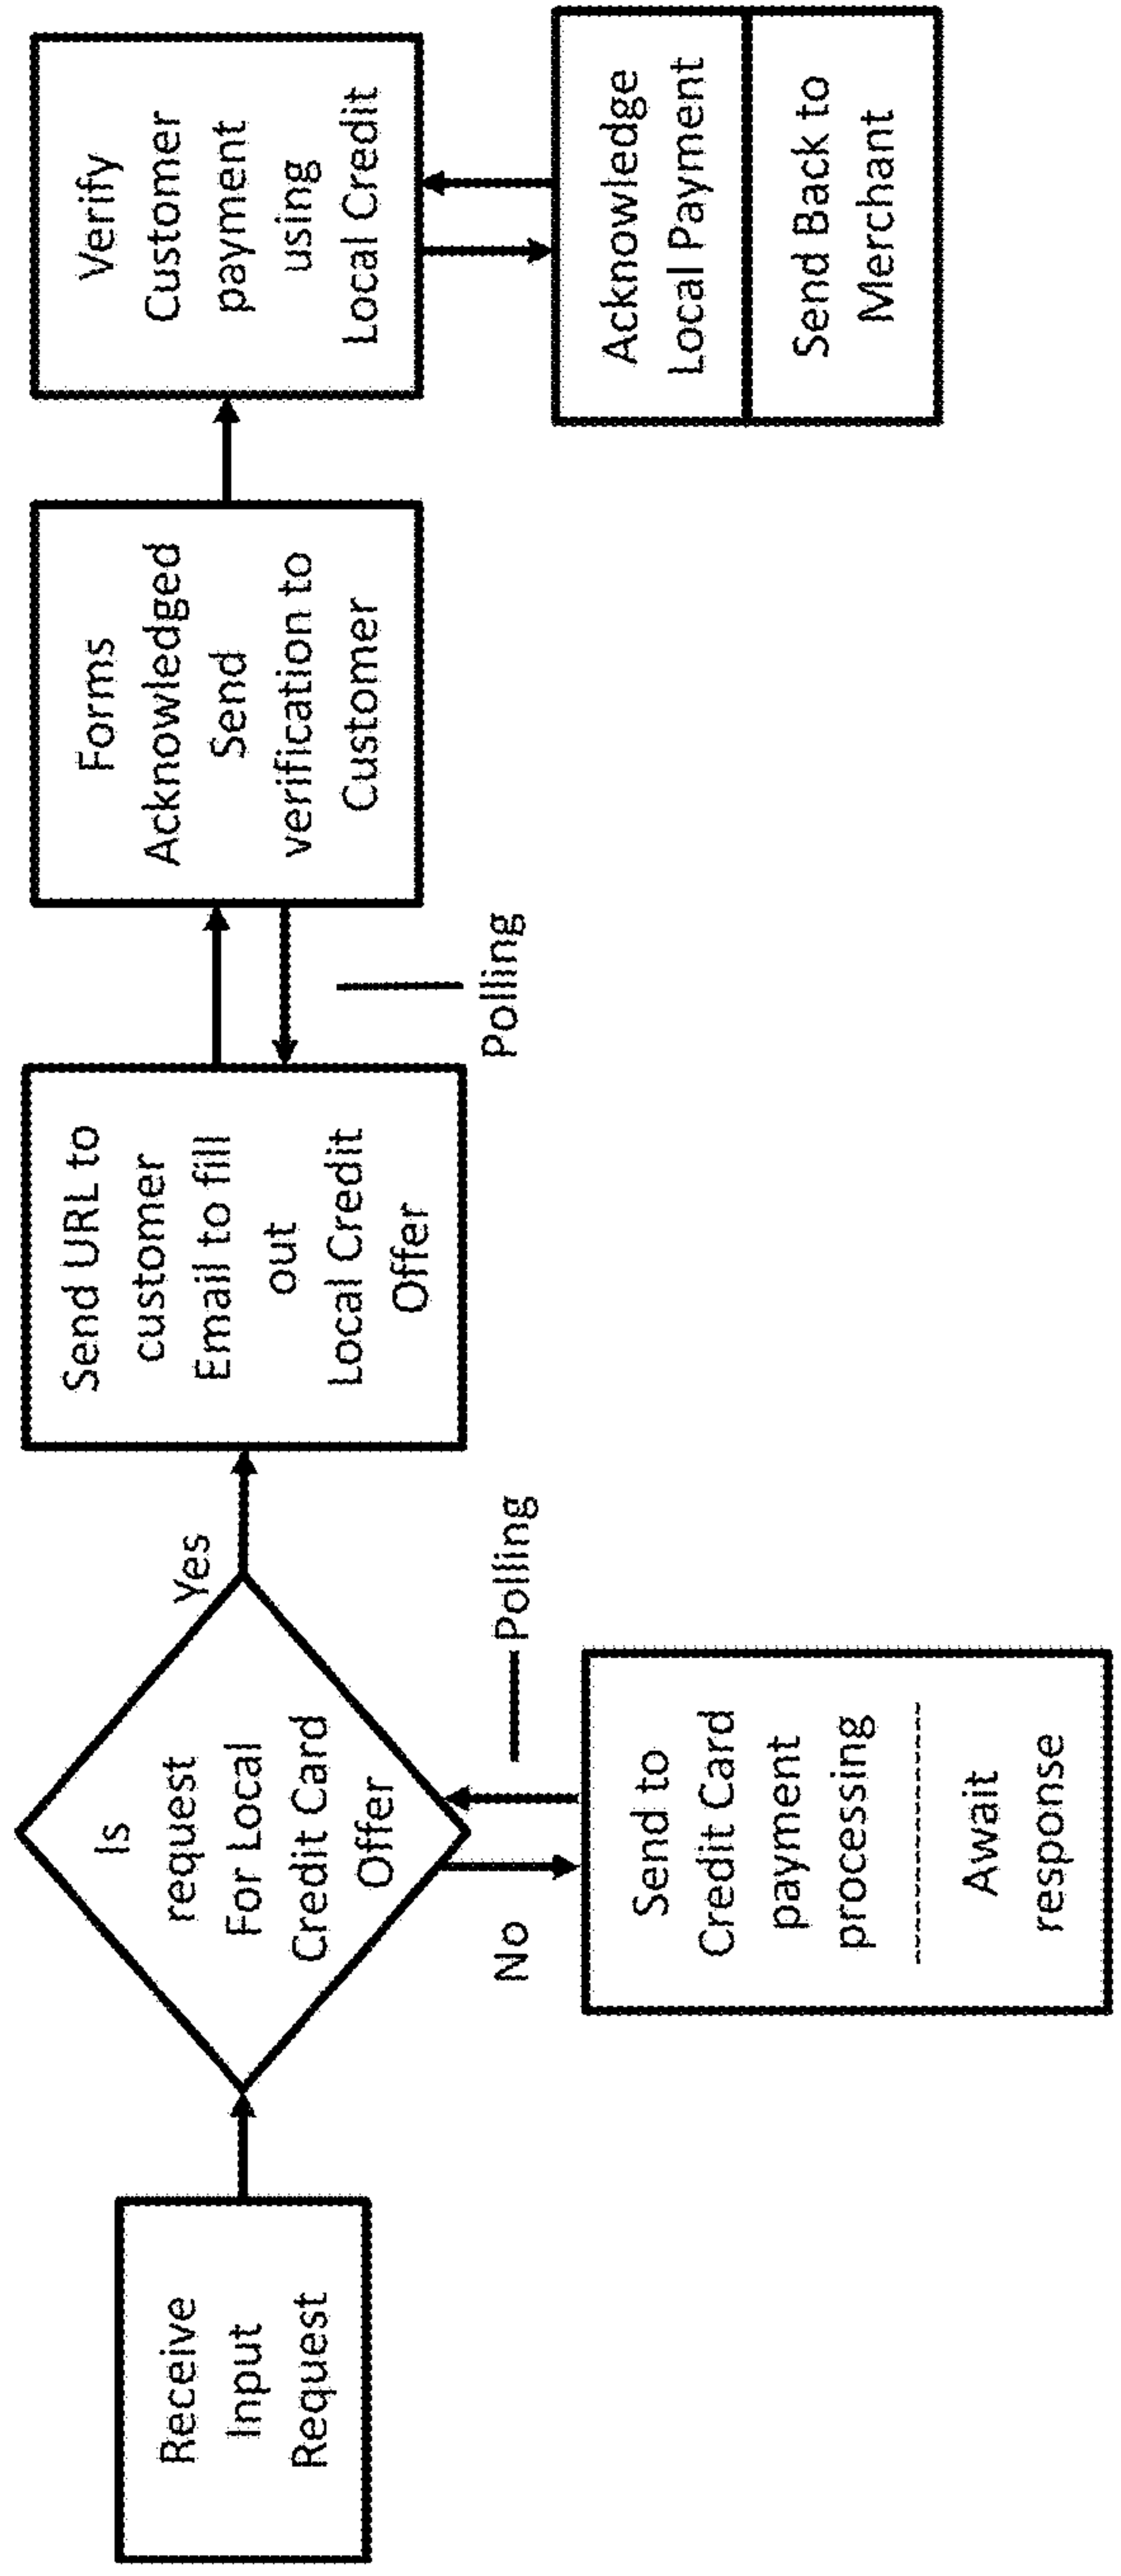 Receive
Input
Request
Is
request
For Local
Credit Card
Offer
Yes
No
Polling
Send to
Credit Card
payment
processing
Await
response
Send URL to
customer
Email to fill
out
Local Credit
Offer
Polling
Forms
Acknowledged
Send
verification to
Customer
Verify
Customer
payment
using
Local Credit
Acknowledge
Local Payment
Send Back to
Merchant